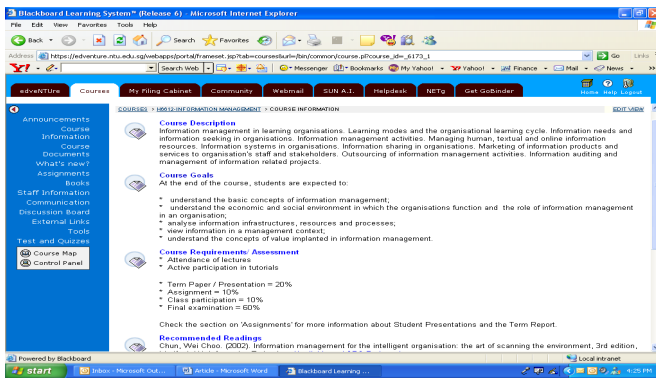 Blackboard Learning System™ (Release 6) - Microsoft Internet Explorer
File Edit View Favorites Tools Help
Back Search Favorites
Address https://edventure.ntu.edu.sg/webapps/portal/frameset.jsp?tab=courses&url=/bin/common/course.pl?course_id=_6173_1 Go Links
Y! Search Web Messenger Bookmarks My Yahoo! Yahoo! Finance Mail News
edveNTUre Courses My Filing Cabinet Community Webmail SUN A.I. Helpdesk NETg Get GoBinder Home Help Logout
COURSES > H6612-INFORMATION MANAGEMENT > COURSE INFORMATION EDIT VIEW
Announcements
Course Information
Course Documents
What's new?
Assignments
Books
Staff Information
Communication
Discussion Board
External Links
Tools
Test and Quizzes
Course Map
Control Panel
Course Description
Information management in learning organisations. Learning modes and the organisational learning cycle. Information needs and
information seeking in organisations. Information management activities. Managing human, textual and online information
resources. Information systems in organisations. Information sharing in organisations. Marketing of information products and
services to organisation's staff and stakeholders. Outsourcing of information management activities. Information auditing and
management of information related projects.
Course Goals
At the end of the course, students are expected to:
* understand the basic concepts of information management;
* understand the economic and social environment in which the organisations function and the role of information management
in an organisation;
* analyse information infrastructures, resources and processes;
* view information in a management context;
* understand the concepts of value implanted in information management.
Course Requirements/ Assessment
* Attendance of lectures
* Active participation in tutorials
* Term Paper / Presentation = 20%
* Assignment = 10%
* Class participation = 10%
* Final examination = 60%
Check the section on 'Assignments' for more information about Student Presentations and the Term Report.
Recommended Readings
Chun, Wei Choo. (2002). Information management for the intelligent organisation: the art of scanning the environment, 3rd edition,
Powered by Blackboard Local intranet
start Inbox - Microsoft Out... Article - Microsoft Word Blackboard Learning ... 4:25 PM